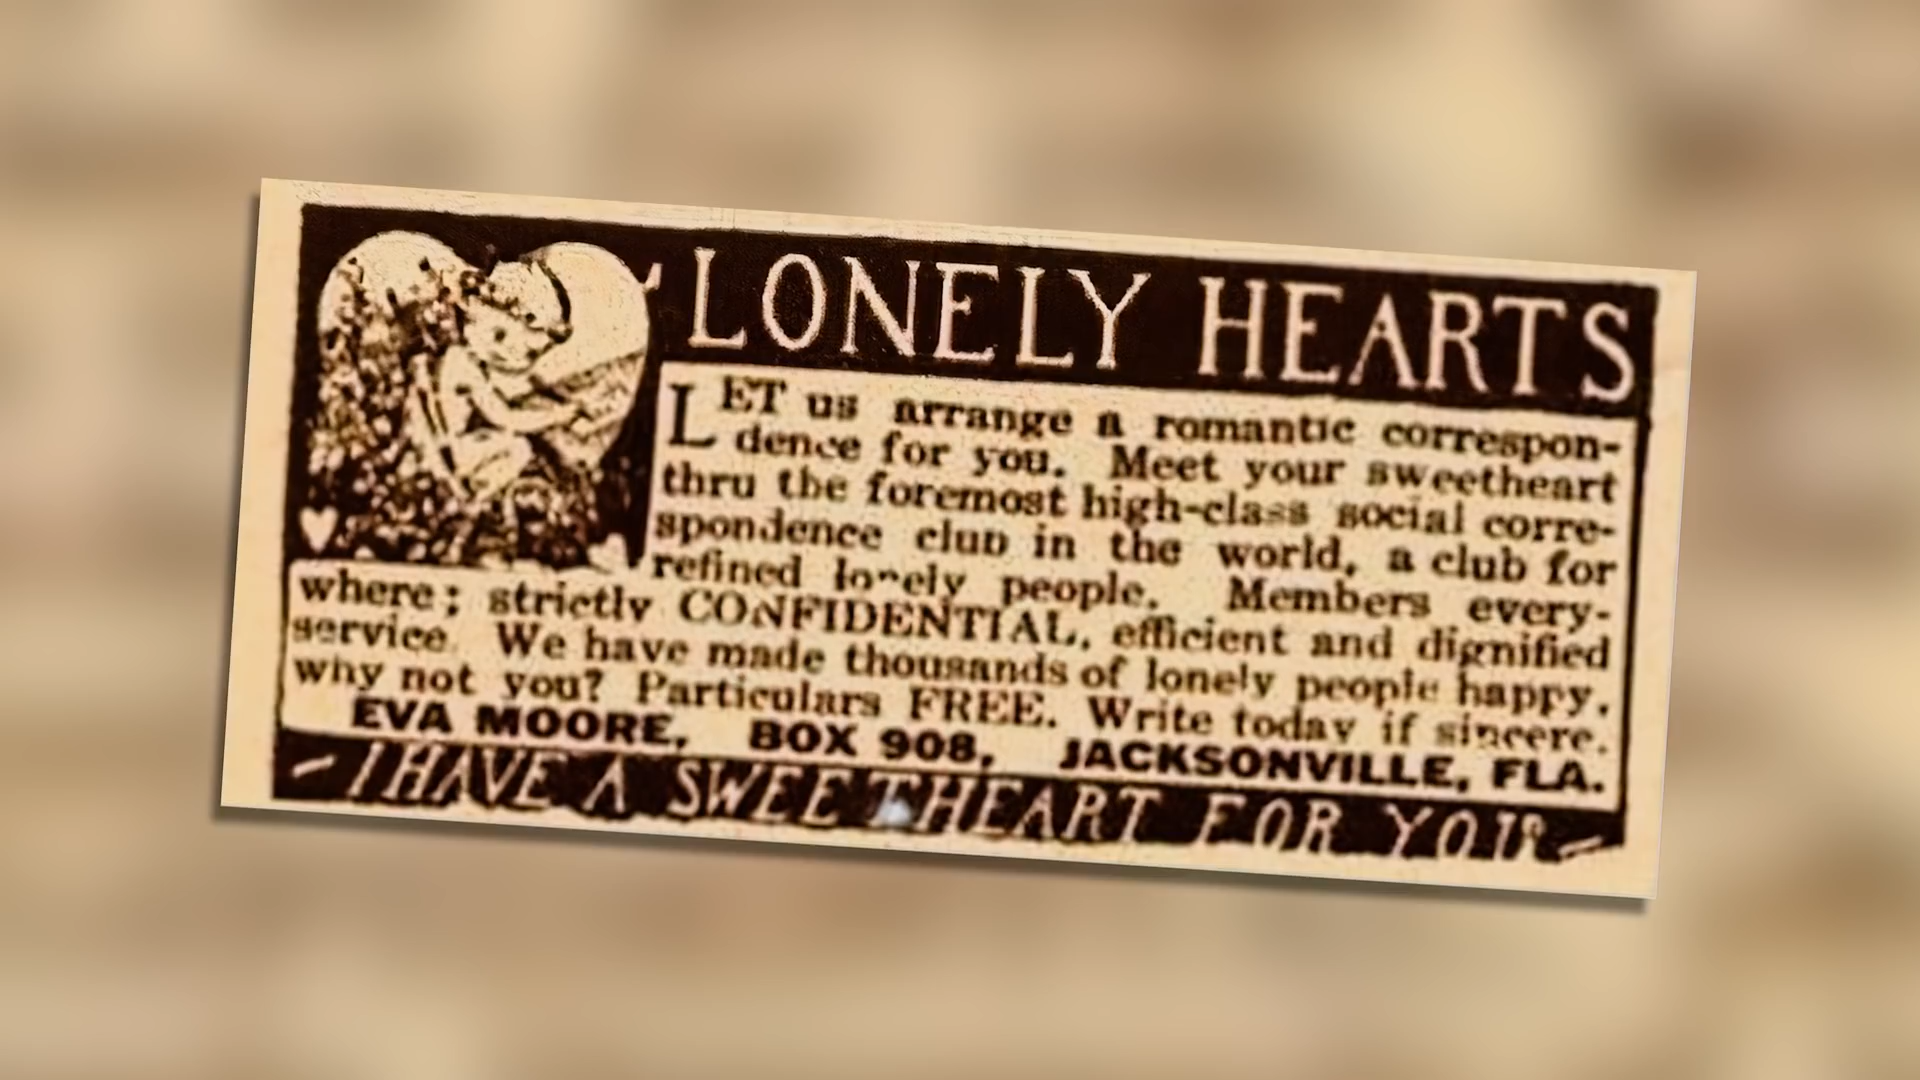 LONELY HEARTS
LET us arrange a romantic correspon-
dence for you. Meet your sweetheart
thru the foremost high-class social corre-
spondence club in the world, a club for
refined lonely people. Members every-
where; strictly CONFIDENTIAL, efficient and dignified
service. We have made thousands of lonely people happy.
why not you? Particulars FREE. Write today if sincere.
EVA MOORE, BOX 908, JACKSONVILLE, FLA.
- I HAVE A SWEETHEART FOR YOU -